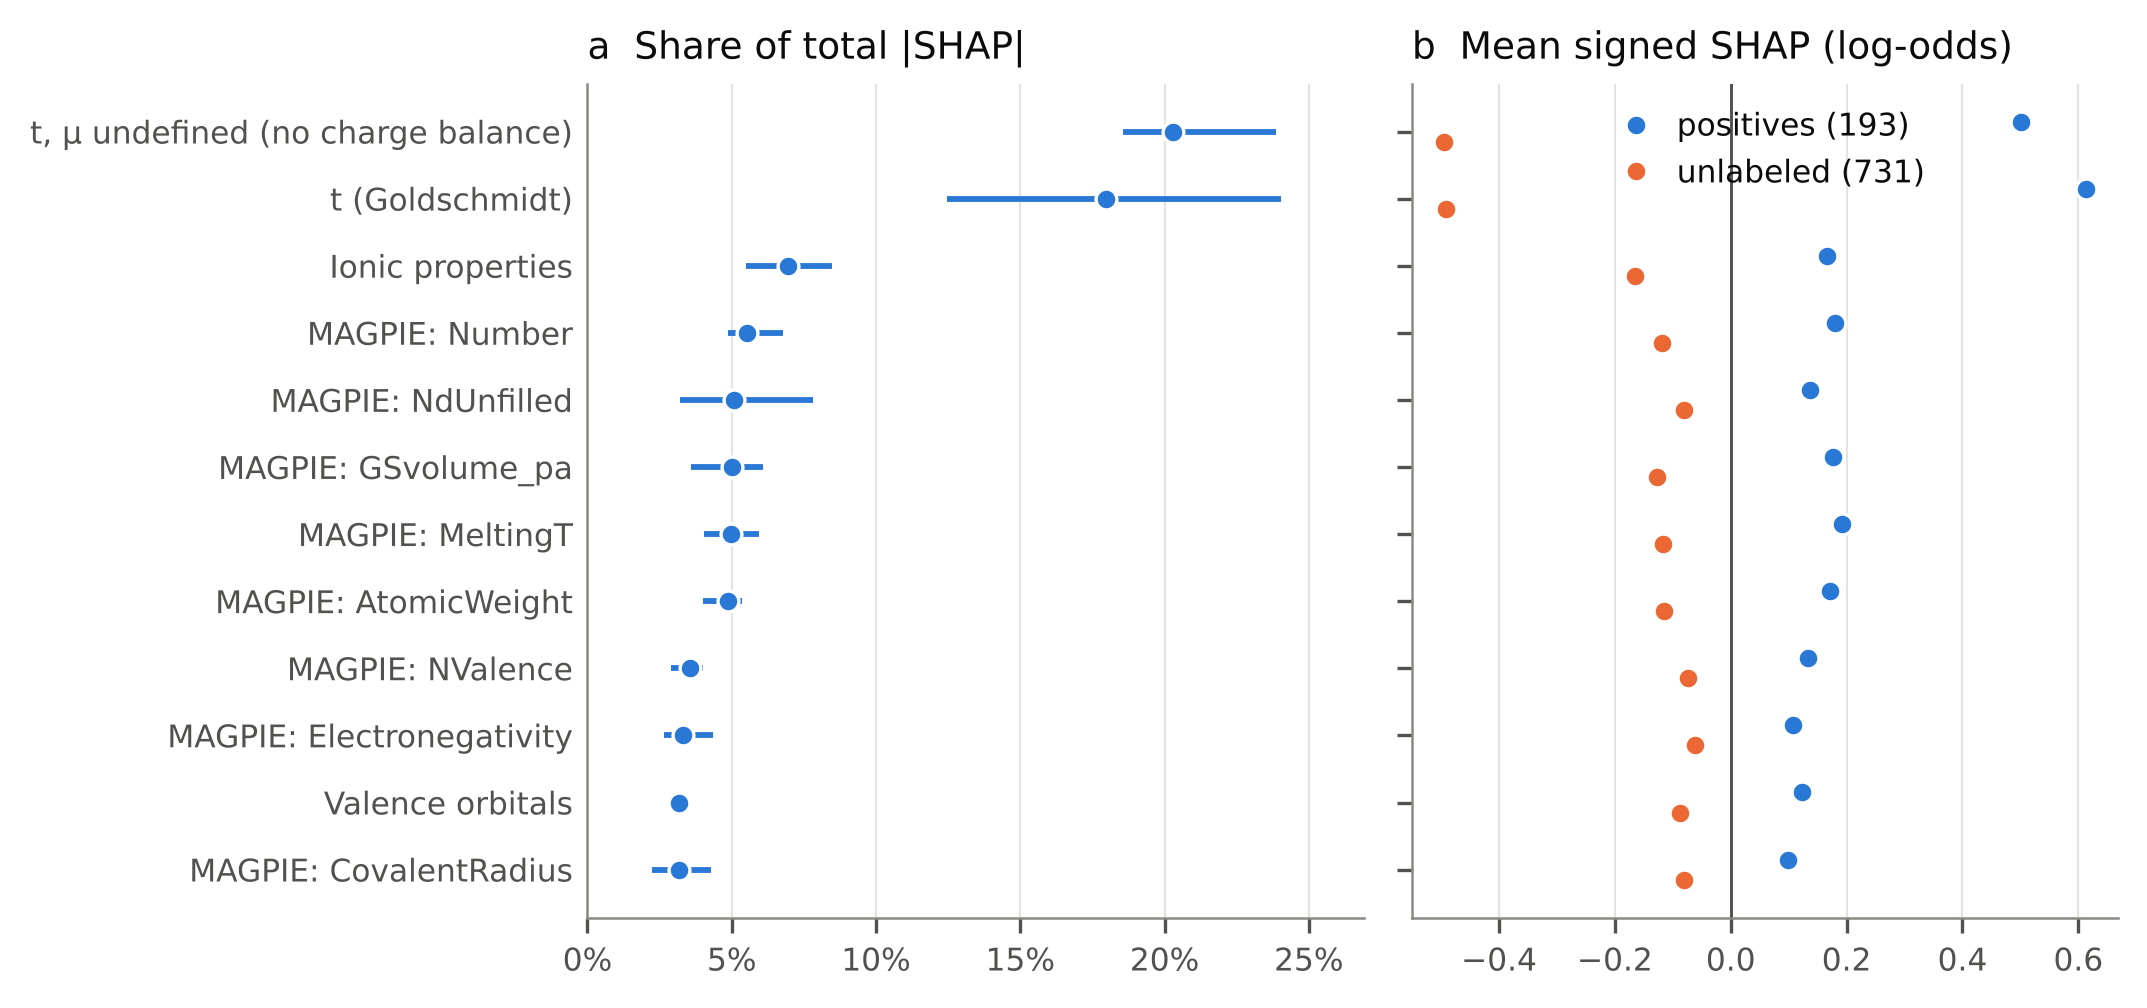 a  Share of total |SHAP|
t, µ undefined (no charge balance)
t (Goldschmidt)
Ionic properties
MAGPIE: Number
MAGPIE: NdUnfilled
MAGPIE: GSvolume_pa
MAGPIE: MeltingT
MAGPIE: AtomicWeight
MAGPIE: NValence
MAGPIE: Electronegativity
Valence orbitals
MAGPIE: CovalentRadius
0% 5% 10% 15% 20% 25%
b  Mean signed SHAP (log-odds)
positives (193)
unlabeled (731)
−0.4 −0.2 0.0 0.2 0.4 0.6